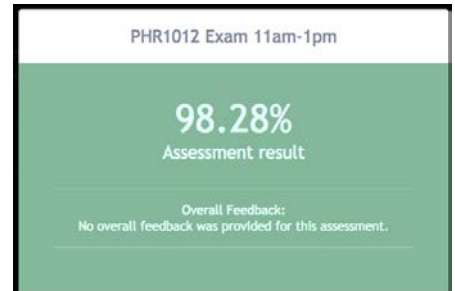 PHR1012 Exam 11am-1pm
98.28%
Assessment result
Overall Feedback:
No overall feedback was provided for this assessment.